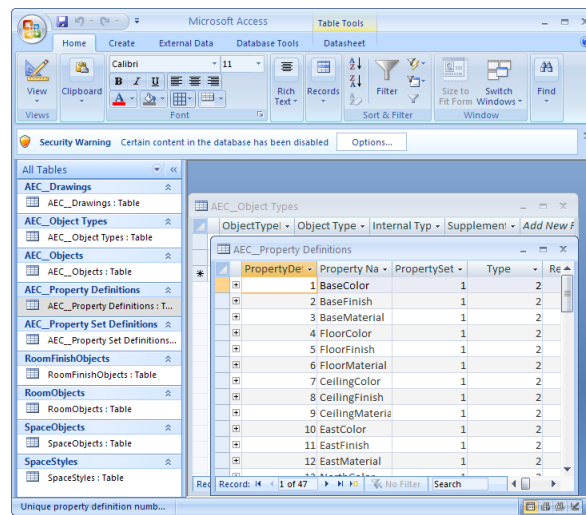 Microsoft Access
Table Tools
Home Create External Data Database Tools Datasheet
View
Clipboard
Calibri 11
B I U
A
Rich Text
Records
Filter
Size to Fit Form
Switch Windows
Find
Views
Font
Sort & Filter
Window
Security Warning Certain content in the database has been disabled Options...
All Tables
AEC_Drawings
AEC_Drawings : Table
AEC_Object Types
AEC_Object Types : Table
AEC_Objects
AEC_Objects : Table
AEC_Property Definitions
AEC_Property Definitions : T...
AEC_Property Set Definitions
AEC_Property Set Definitions...
RoomFinishObjects
RoomFinishObjects : Table
RoomObjects
RoomObjects : Table
SpaceObjects
SpaceObjects : Table
SpaceStyles
SpaceStyles : Table
AEC_Object Types
ObjectTypeI Object Type Internal Typ Supplement Add New F
AEC_Property Definitions
PropertyDe Property Na PropertySet Type Re
1 BaseColor 1 2
2 BaseFinish 1 2
3 BaseMaterial 1 2
4 FloorColor 1 2
5 FloorFinish 1 2
6 FloorMaterial 1 2
7 CeilingColor 1 2
8 CeilingFinish 1 2
9 CeilingMateria 1 2
10 EastColor 1 2
11 EastFinish 1 2
12 EastMaterial 1 2
Rec
Record: 1 of 47 No Filter Search
Unique property definition numb...